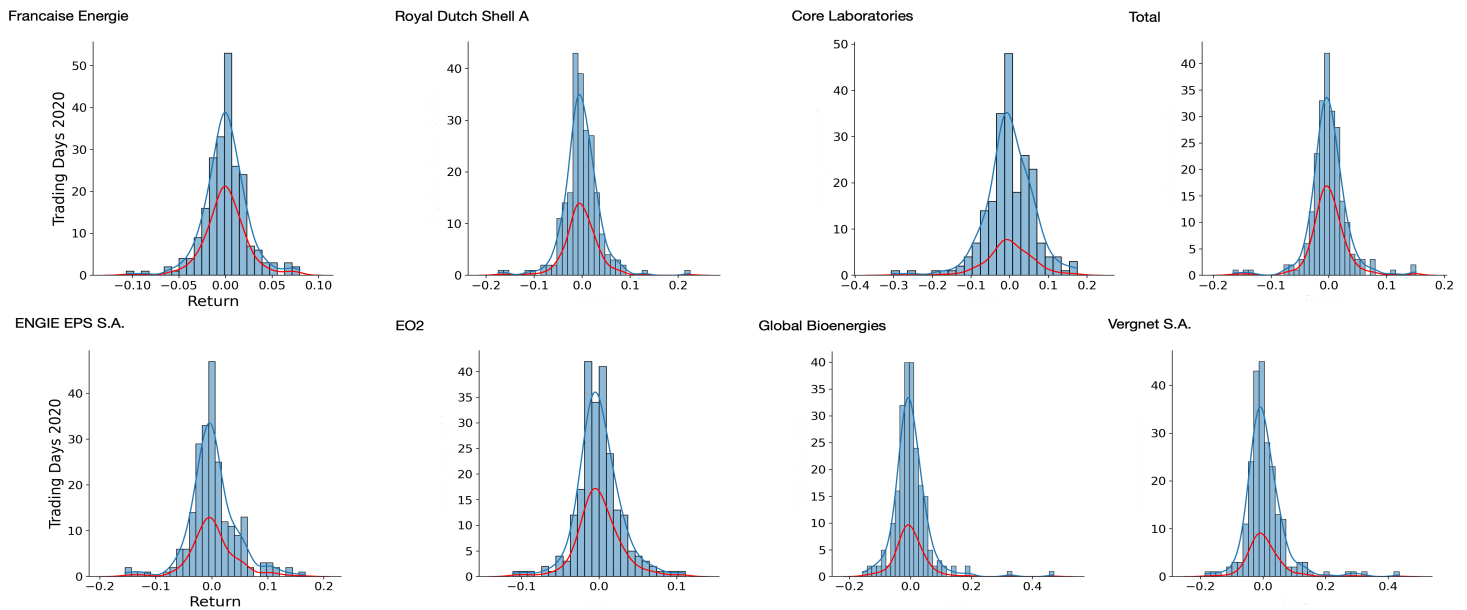 Francaise Energie
Royal Dutch Shell A
Core Laboratories
Total
Trading Days 2020
50
40
30
20
10
0
−0.10 −0.05 0.00 0.05 0.10
Return
40
30
20
10
0
−0.2 −0.1 0.0 0.1 0.2
50
40
30
20
10
0
−0.4 −0.3 −0.2 −0.1 0.0 0.1 0.2
40
35
30
25
20
15
10
5
0
−0.2 −0.1 0.0 0.1 0.2
ENGIE EPS S.A.
EO2
Global Bioenergies
Vergnet S.A.
Trading Days 2020
40
30
20
10
0
−0.2 −0.1 0.0 0.1 0.2
Return
40
35
30
25
20
15
10
5
0
−0.1 0.0 0.1
40
35
30
25
20
15
10
5
0
−0.2 0.0 0.2 0.4
40
30
20
10
0
−0.2 0.0 0.2 0.4